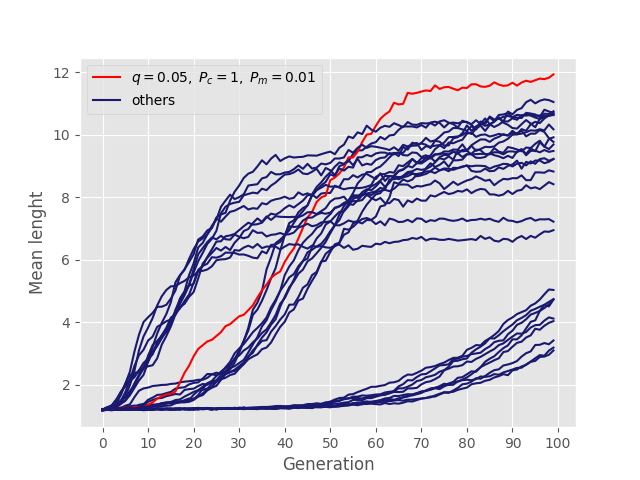 q = 0.05, P_c = 1, P_m = 0.01
others
12
10
8
6
4
2
Mean lenght
0 10 20 30 40 50 60 70 80 90 100
Generation